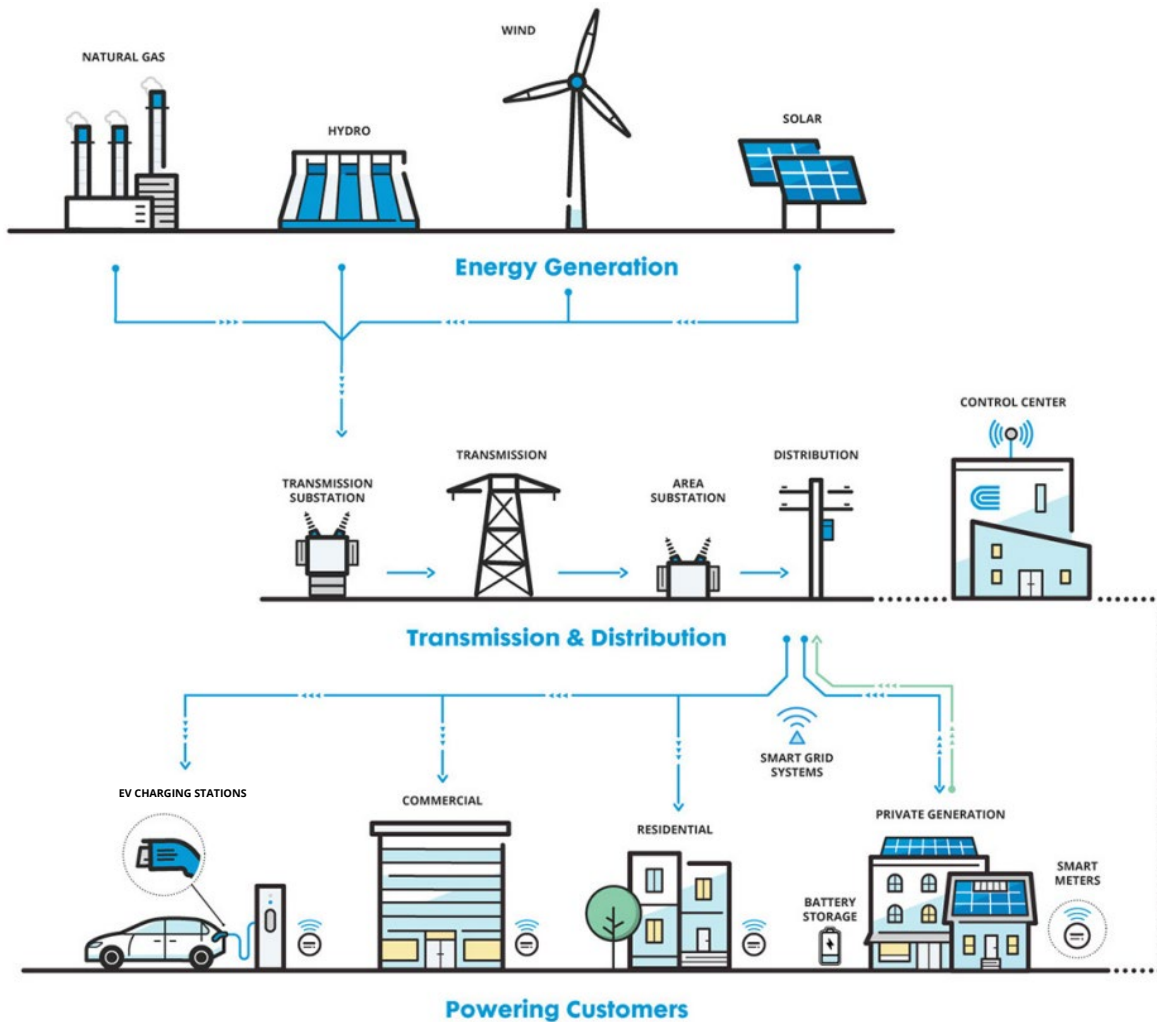 WIND
NATURAL GAS
SOLAR
HYDRO
Energy Generation
CONTROL CENTER
TRANSMISSION
DISTRIBUTION
TRANSMISSION
SUBSTATION
AREA
SUBSTATION
Transmission & Distribution
SMART GRID
SYSTEMS
EV CHARGING STATIONS
COMMERCIAL
RESIDENTIAL
PRIVATE GENERATION
BATTERY
STORAGE
SMART
METERS
Powering Customers